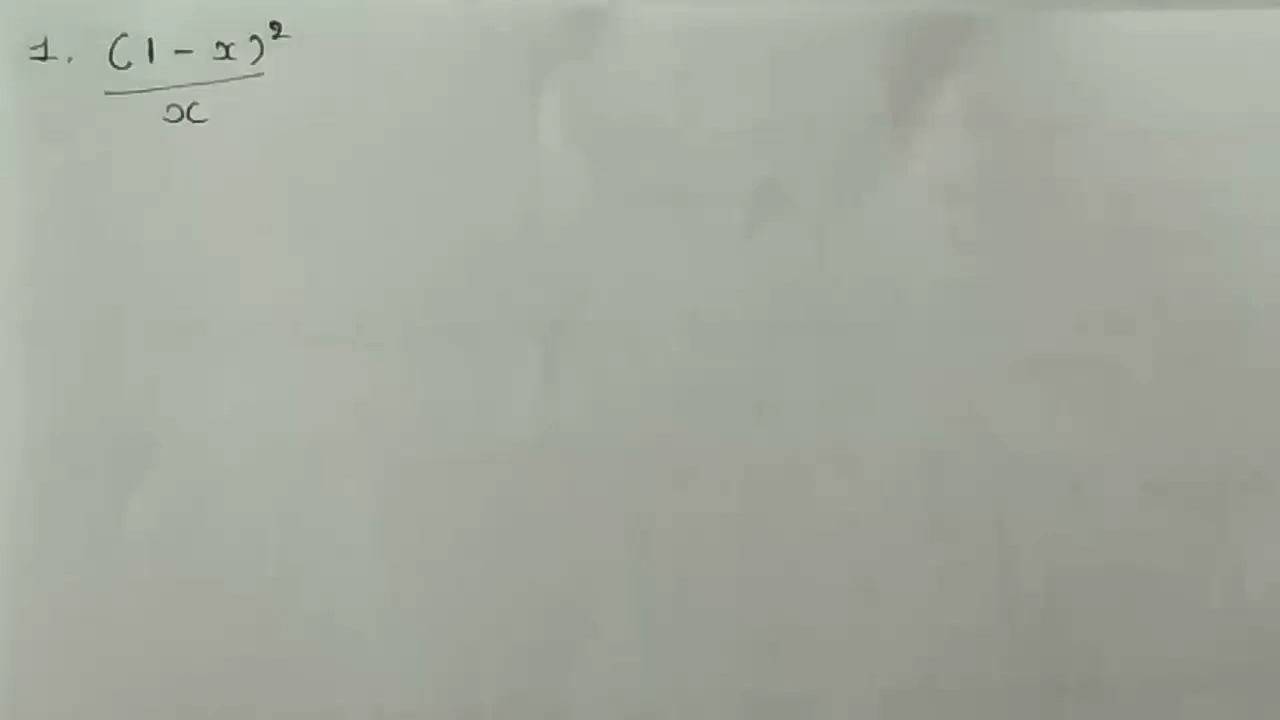 1. (1 - x)²
x